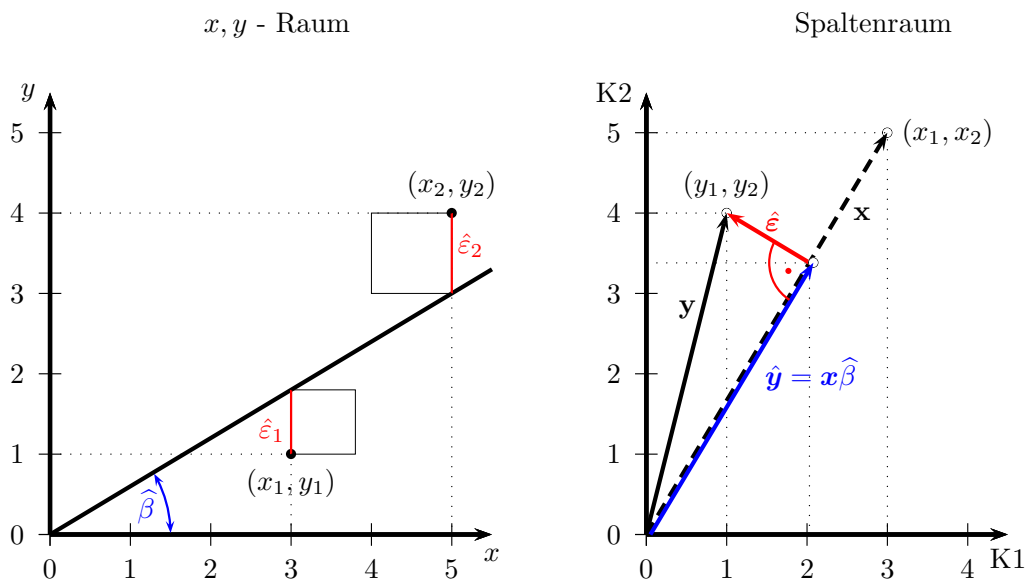 x, y - Raum
y
5
4
3
2
1
0
0
1
2
3
4
5
x
(x₂, y₂)
ε̂₂
ε̂₁
(x₁, y₁)
β̂
Spaltenraum
K2
5
4
3
2
1
0
0
1
2
3
4
K1
(x₁, x₂)
(y₁, y₂)
ε̂
x
y
ŷ = xβ̂